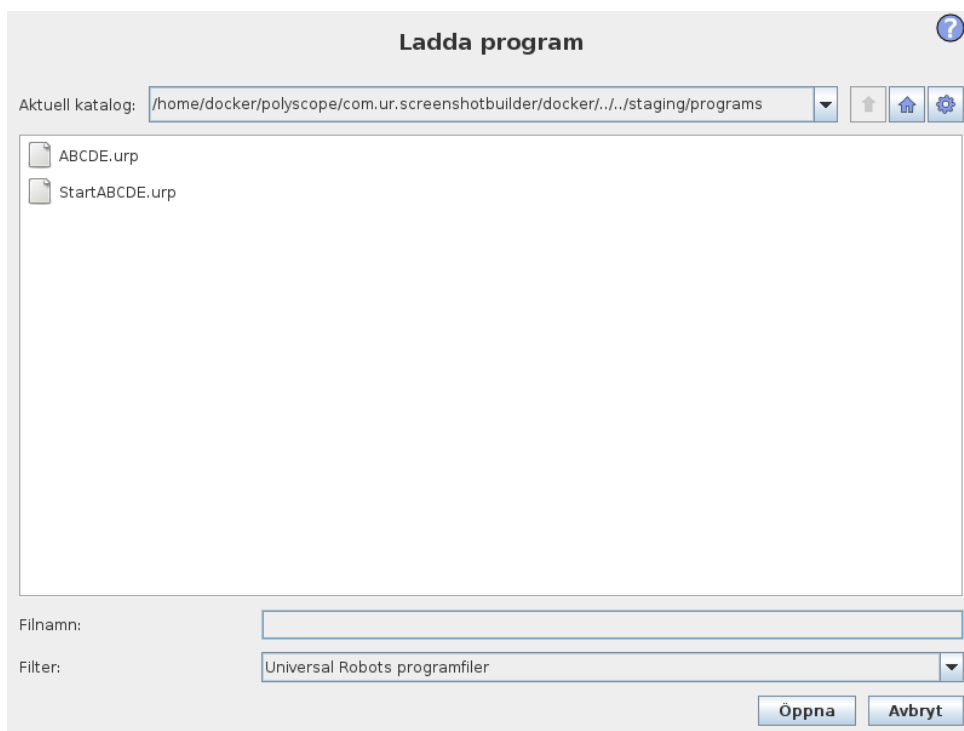 Ladda program
?
Aktuell katalog: /home/docker/polyscope/com.ur.screenshotbuilder/docker/../../staging/programs
ABCDE.urp
StartABCDE.urp
Filnamn:
Filter: Universal Robots programfiler
Öppna Avbryt